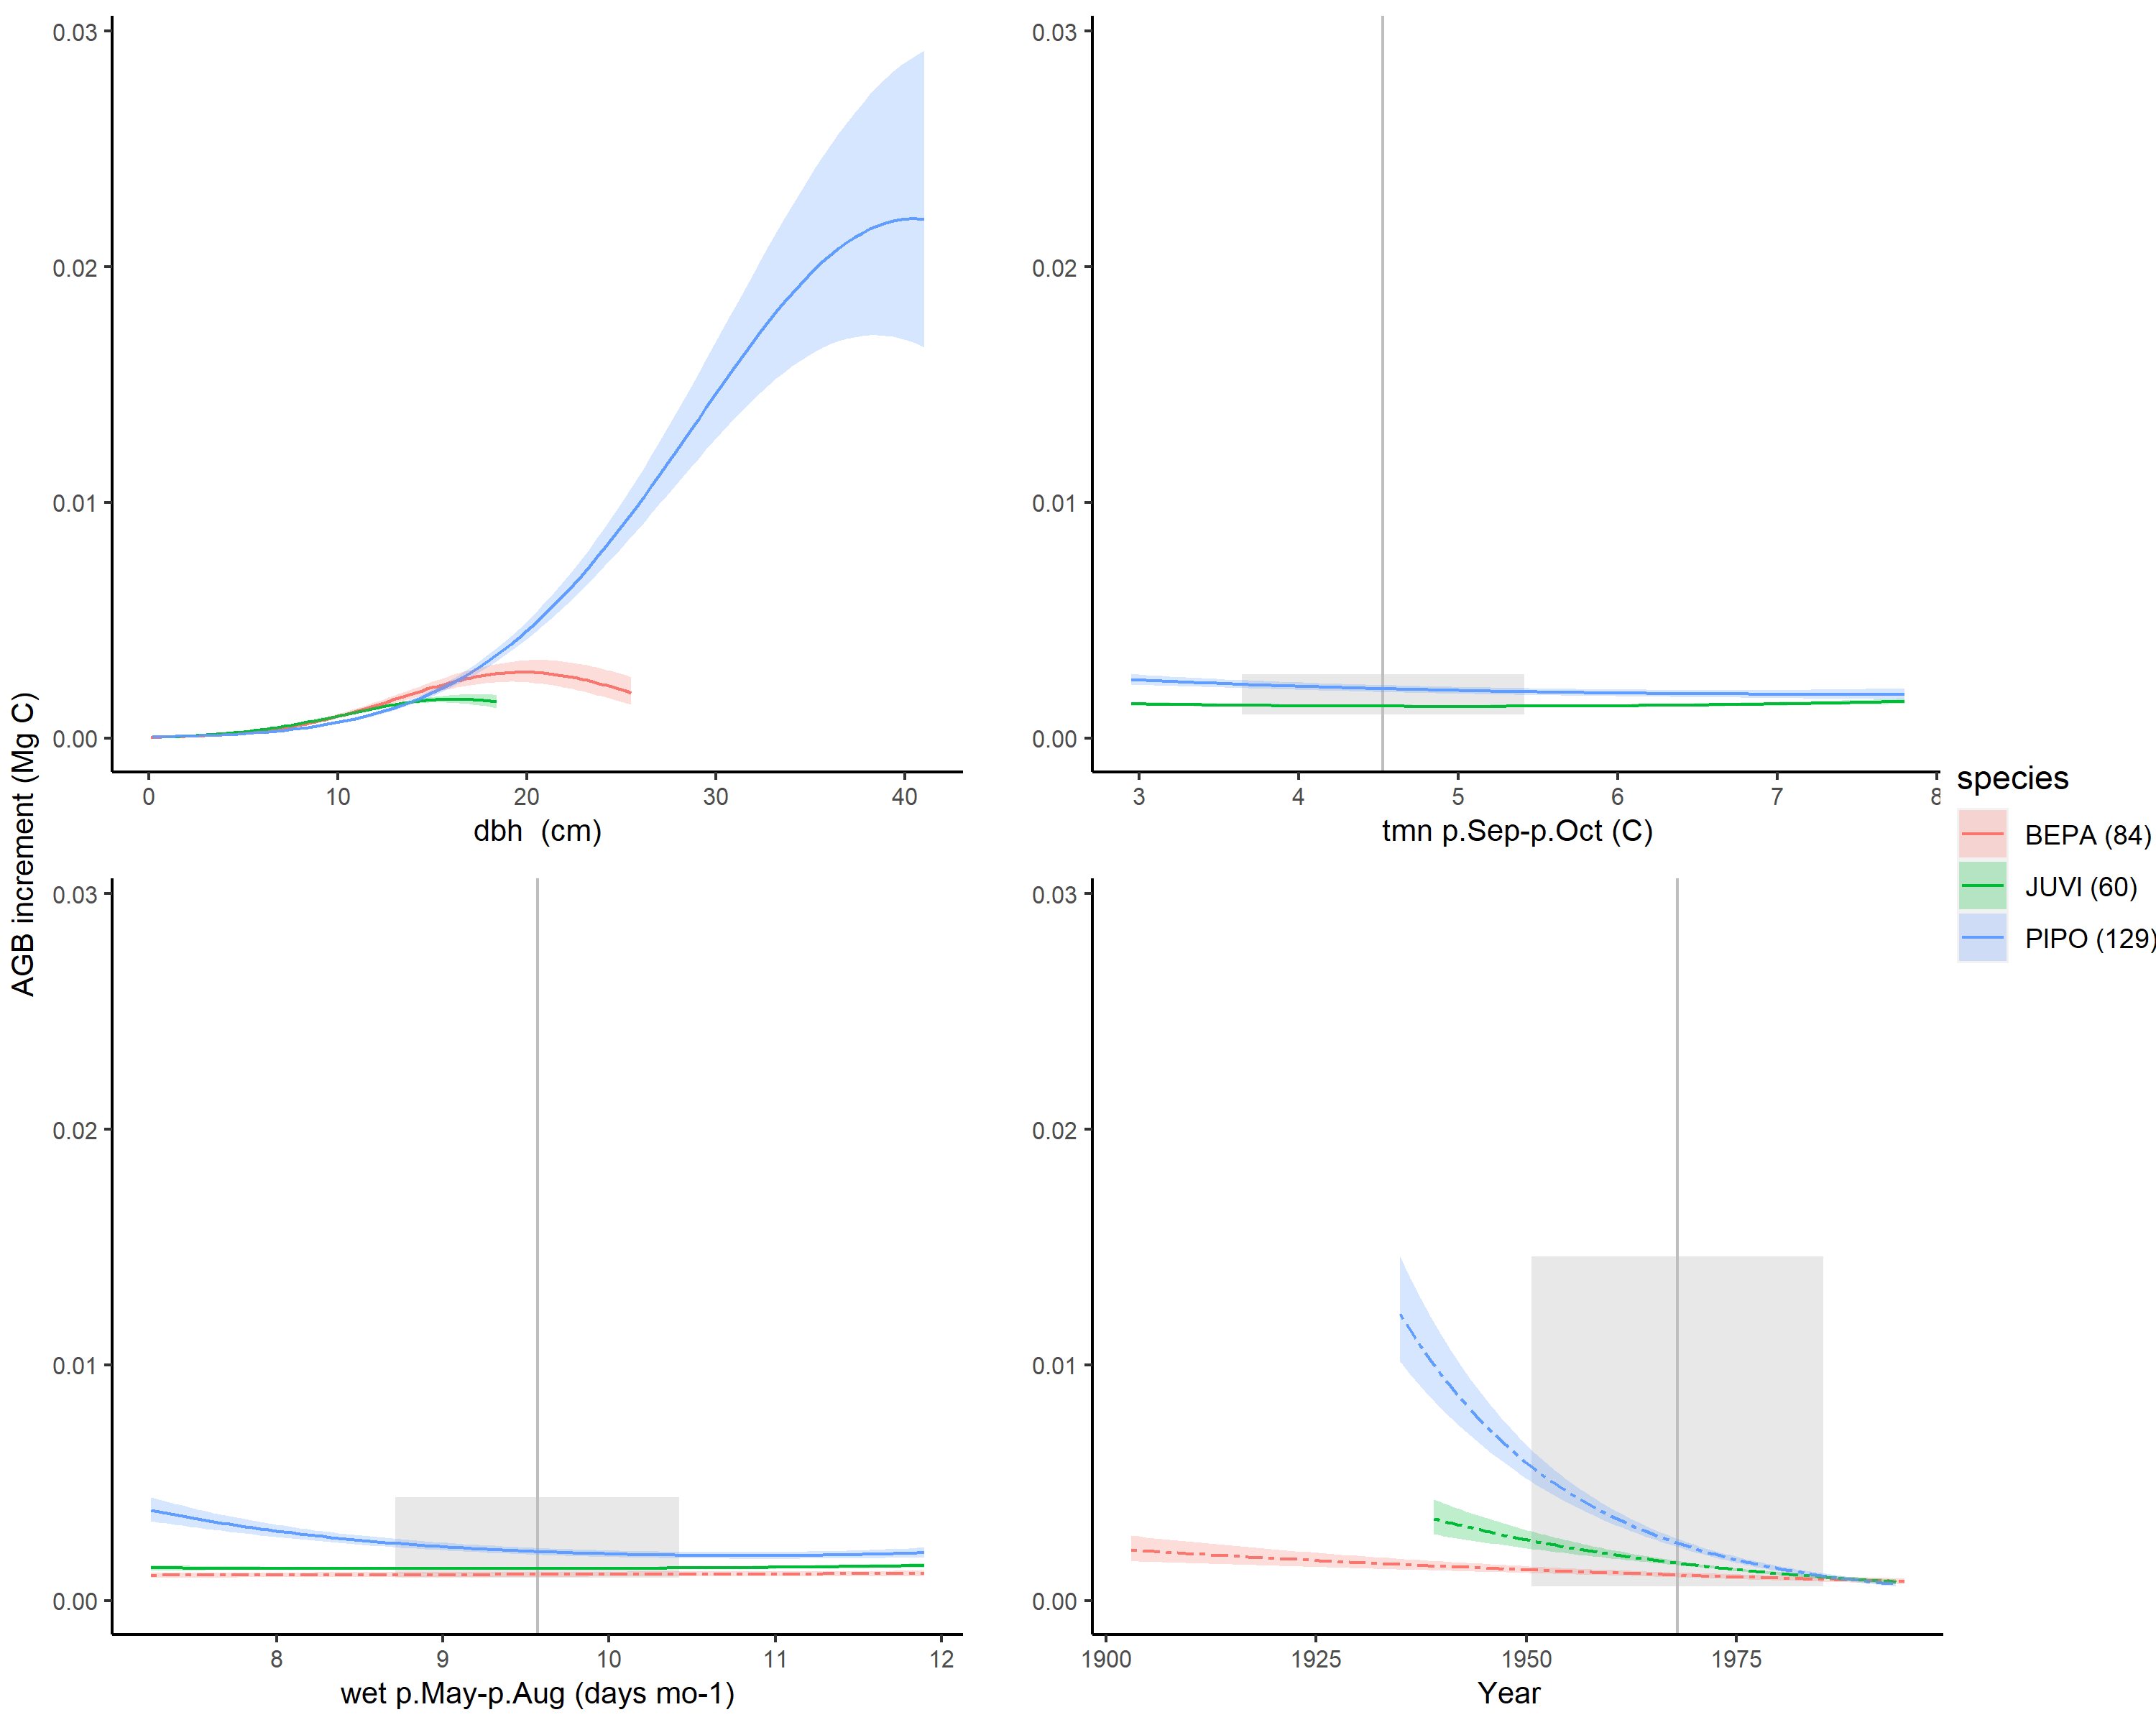 0.03
0.02
0.01
0.00
0 10 20 30 40
dbh (cm)
0.03
0.02
0.01
0.00
3 4 5 6 7 8
tmn p.Sep-p.Oct (C)
AGB increment (Mg C)
0.03
0.02
0.01
0.00
8 9 10 11 12
wet p.May-p.Aug (days mo-1)
0.03
0.02
0.01
0.00
1900 1925 1950 1975
Year
species
BEPA (84)
JUVI (60)
PIPO (129)